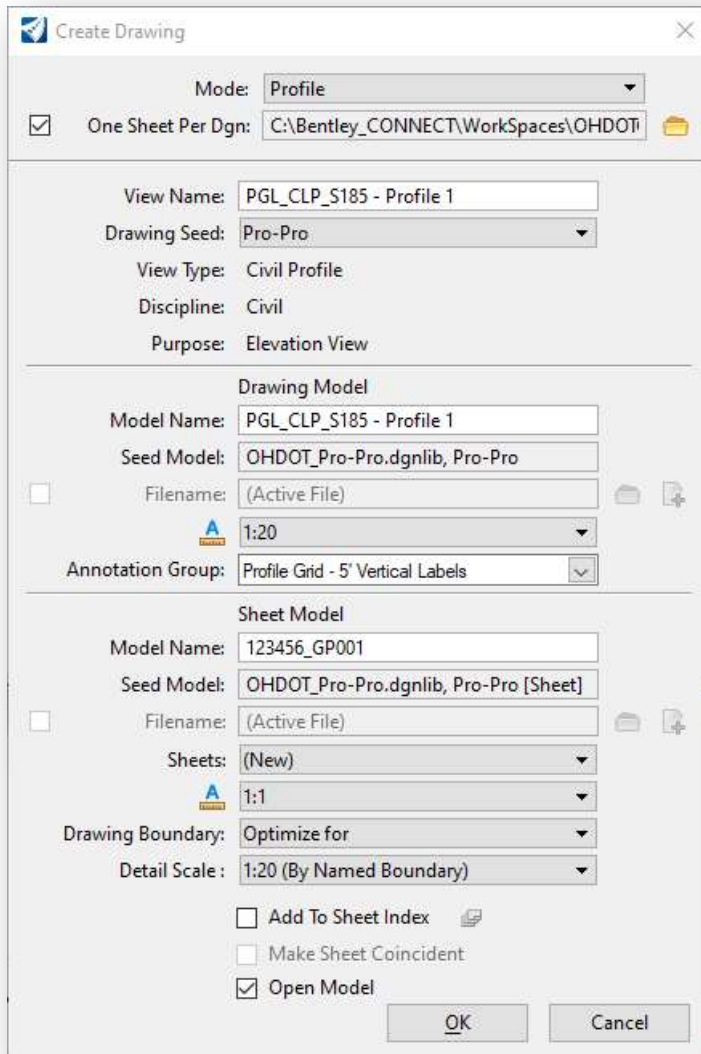 Create Drawing
Mode: Profile
One Sheet Per Dgn: C:\Bentley_CONNECT\WorkSpaces\OHDOT
View Name: PGL_CLP_S185 - Profile 1
Drawing Seed: Pro-Pro
View Type: Civil Profile
Discipline: Civil
Purpose: Elevation View
Drawing Model
Model Name: PGL_CLP_S185 - Profile 1
Seed Model: OHDOT_Pro-Pro.dgnlib, Pro-Pro
Filename: (Active File)
A 1:20
Annotation Group: Profile Grid - 5' Vertical Labels
Sheet Model
Model Name: 123456_GP001
Seed Model: OHDOT_Pro-Pro.dgnlib, Pro-Pro [Sheet]
Filename: (Active File)
Sheets: (New)
A 1:1
Drawing Boundary: Optimize for
Detail Scale : 1:20 (By Named Boundary)
Add To Sheet Index
Make Sheet Coincident
Open Model
OK Cancel